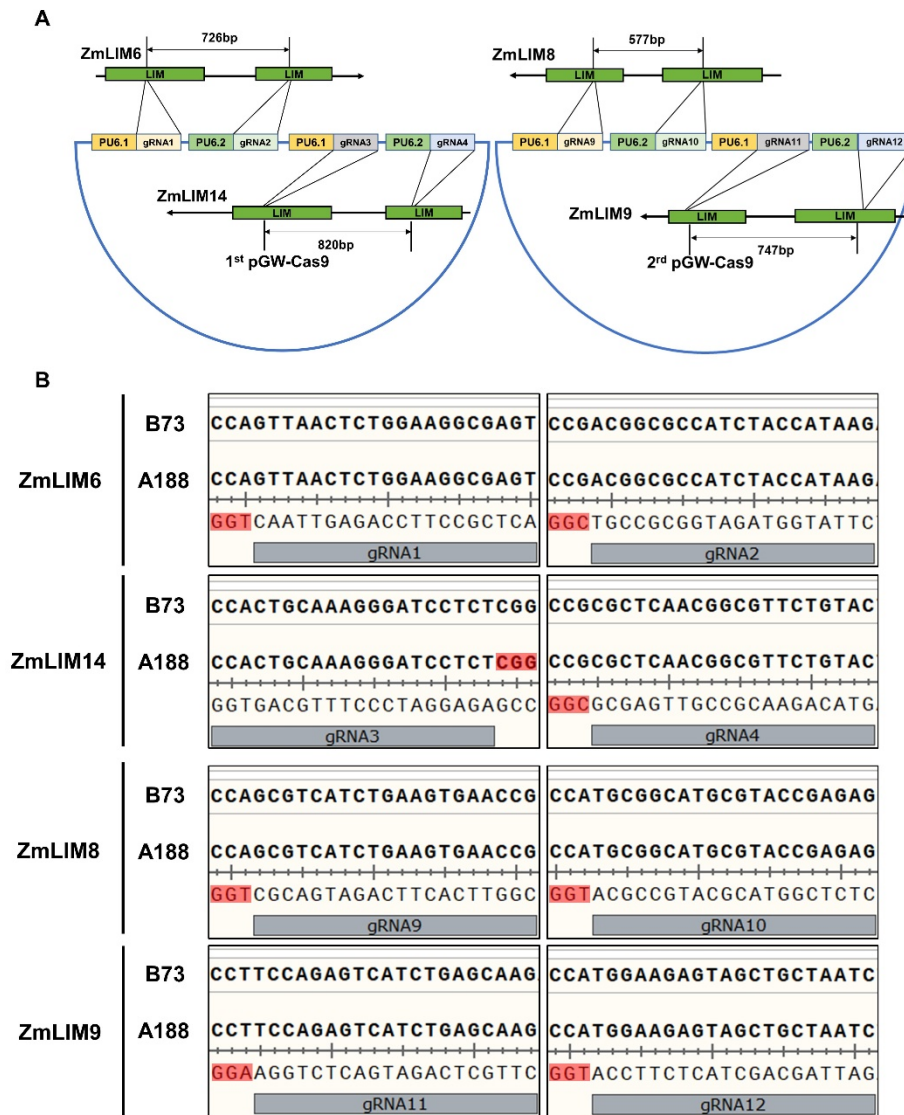 A
726bp
577bp
ZmLIM6
ZmLIM8
LIM LIM
LIM LIM
PU6.1 gRNA1 PU6.2 gRNA2 PU6.1 gRNA3 PU6.2 gRNA4
PU6.1 gRNA9 PU6.2 gRNA10 PU6.1 gRNA11 PU6.2 gRNA12
ZmLIM14
ZmLIM9
LIM LIM
LIM LIM
820bp
747bp
1st pGW-Cas9
2rd pGW-Cas9
B
ZmLIM6
B73
CCAGTTAACTCTGGAAGGCGAGT
CCGACGGCGCCATCTACCATAAG
A188
CCAGTTAACTCTGGAAGGCGAGT
CCGACGGCGCCATCTACCATAAG
GGTCAATTGAGACCTTCCGCTCA
GGCTGCCGCGGTAGATGGTATTC
gRNA1
gRNA2
ZmLIM14
B73
CCACTGCAAAGGGATCCTCTCGG
CCGCGCTCAACGGCGTTCTGTAC
A188
CCACTGCAAAGGGATCCTCTCGG
CCGCGCTCAACGGCGTTCTGTAC
GGTGACGTTTCCCTAGGAGAGCC
GGCGCGAGTTGCCGCAAGACATG
gRNA3
gRNA4
ZmLIM8
B73
CCAGCGTCATCTGAAGTGAACCG
CCATGCGGCATGCGTACCGAGAG
A188
CCAGCGTCATCTGAAGTGAACCG
CCATGCGGCATGCGTACCGAGAG
GGTCGCAGTAGACTTCACTTGGC
GGTACGCCGTACGCATGGCTCTC
gRNA9
gRNA10
ZmLIM9
B73
CCTTCCAGAGTCATCTGAGCAAG
CCATGGAAGAGTAGCTGCTAATC
A188
CCTTCCAGAGTCATCTGAGCAAG
CCATGGAAGAGTAGCTGCTAATC
GGAAGGTCTCAGTAGACTCGTTC
GGTACCTTCTCATCGACGATTAG
gRNA11
gRNA12